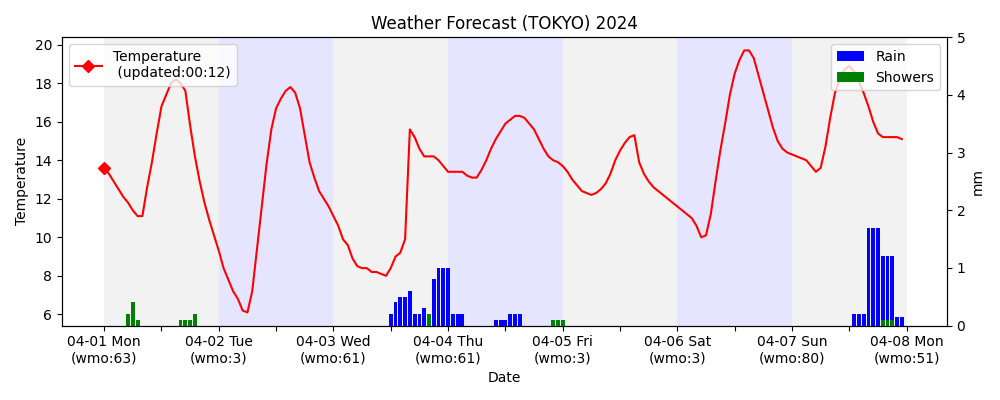 Weather Forecast (TOKYO) 2024
Temperature
(updated:00:12)
Rain
Showers
20
18
16
14
12
10
8
6
Temperature
5
4
3
2
1
0
mm
04-01 Mon
(wmo:63)
04-02 Tue
(wmo:3)
04-03 Wed
(wmo:61)
04-04 Thu
(wmo:61)
04-05 Fri
(wmo:3)
04-06 Sat
(wmo:3)
04-07 Sun
(wmo:80)
04-08 Mon
(wmo:51)
Date